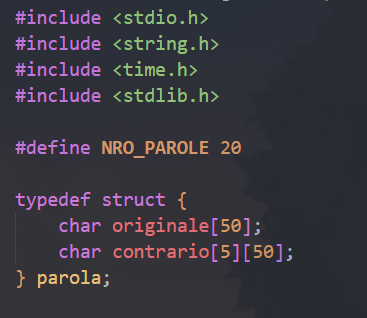 #include <stdio.h>
#include <string.h>
#include <time.h>
#include <stdlib.h>
#define NRO_PAROLE 20
typedef struct {
    char originale[50];
    char contrario[5][50];
} parola;